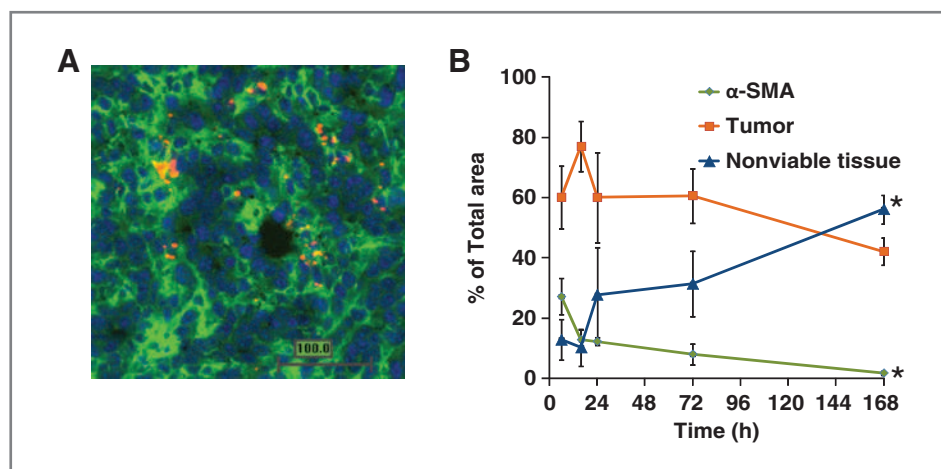 A
100.0
B
% of Total area
100
80
60
40
20
0
α-SMA
Tumor
Nonviable tissue
*
*
0 24 48 72 96 120 144 168
Time (h)